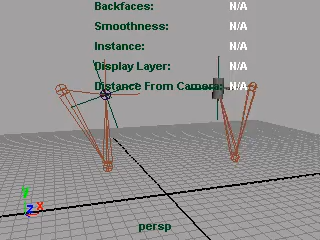 Backfaces: N/A
Smoothness: N/A
Instance: N/A
Display Layer: N/A
Distance From Camera: N/A
Y
Z X
persp